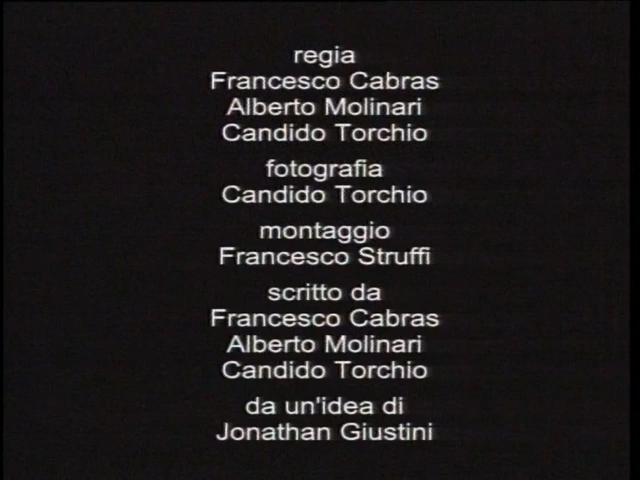 regia
Francesco Cabras
Alberto Molinari
Candido Torchio
fotografia
Candido Torchio
montaggio
Francesco Struffi
scritto da
Francesco Cabras
Alberto Molinari
Candido Torchio
da un'idea di
Jonathan Giustini